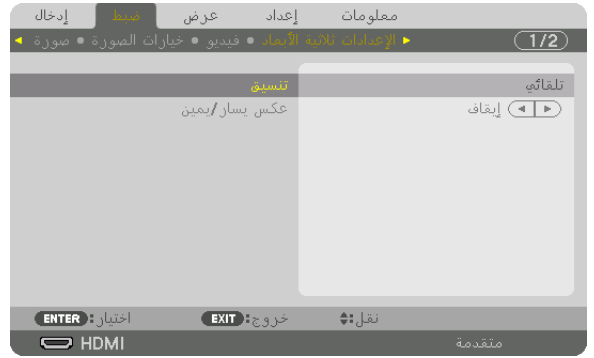 إدخال ضبط عرض إعداد معلومات
◄ صورة • خيارات الصورة • فيديو • الإعدادات ثلاثية الأبعاد ► 1/2
تنسيق تلقائي
عكس يسار/يمين إيقاف
ENTER :اختيار EXIT :خروج نقل:
HDMI متقدمة